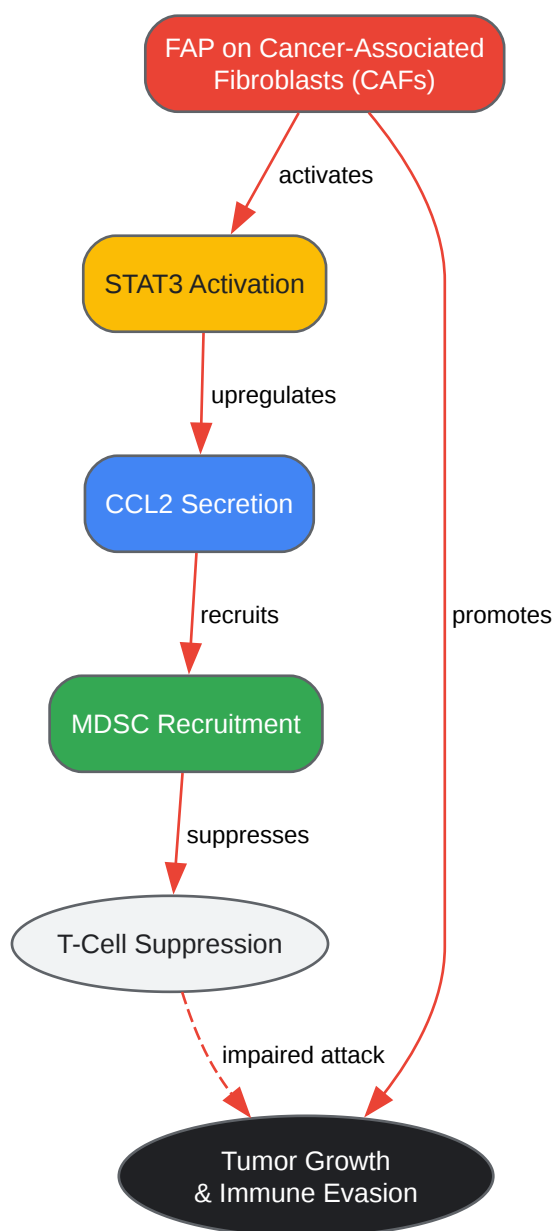 FAP on Cancer-Associated
Fibroblasts (CAFs)
activates
STAT3 Activation
upregulates
CCL2 Secretion
recruits
promotes
MDSC Recruitment
suppresses
T-Cell Suppression
impaired attack
Tumor Growth
& Immune Evasion